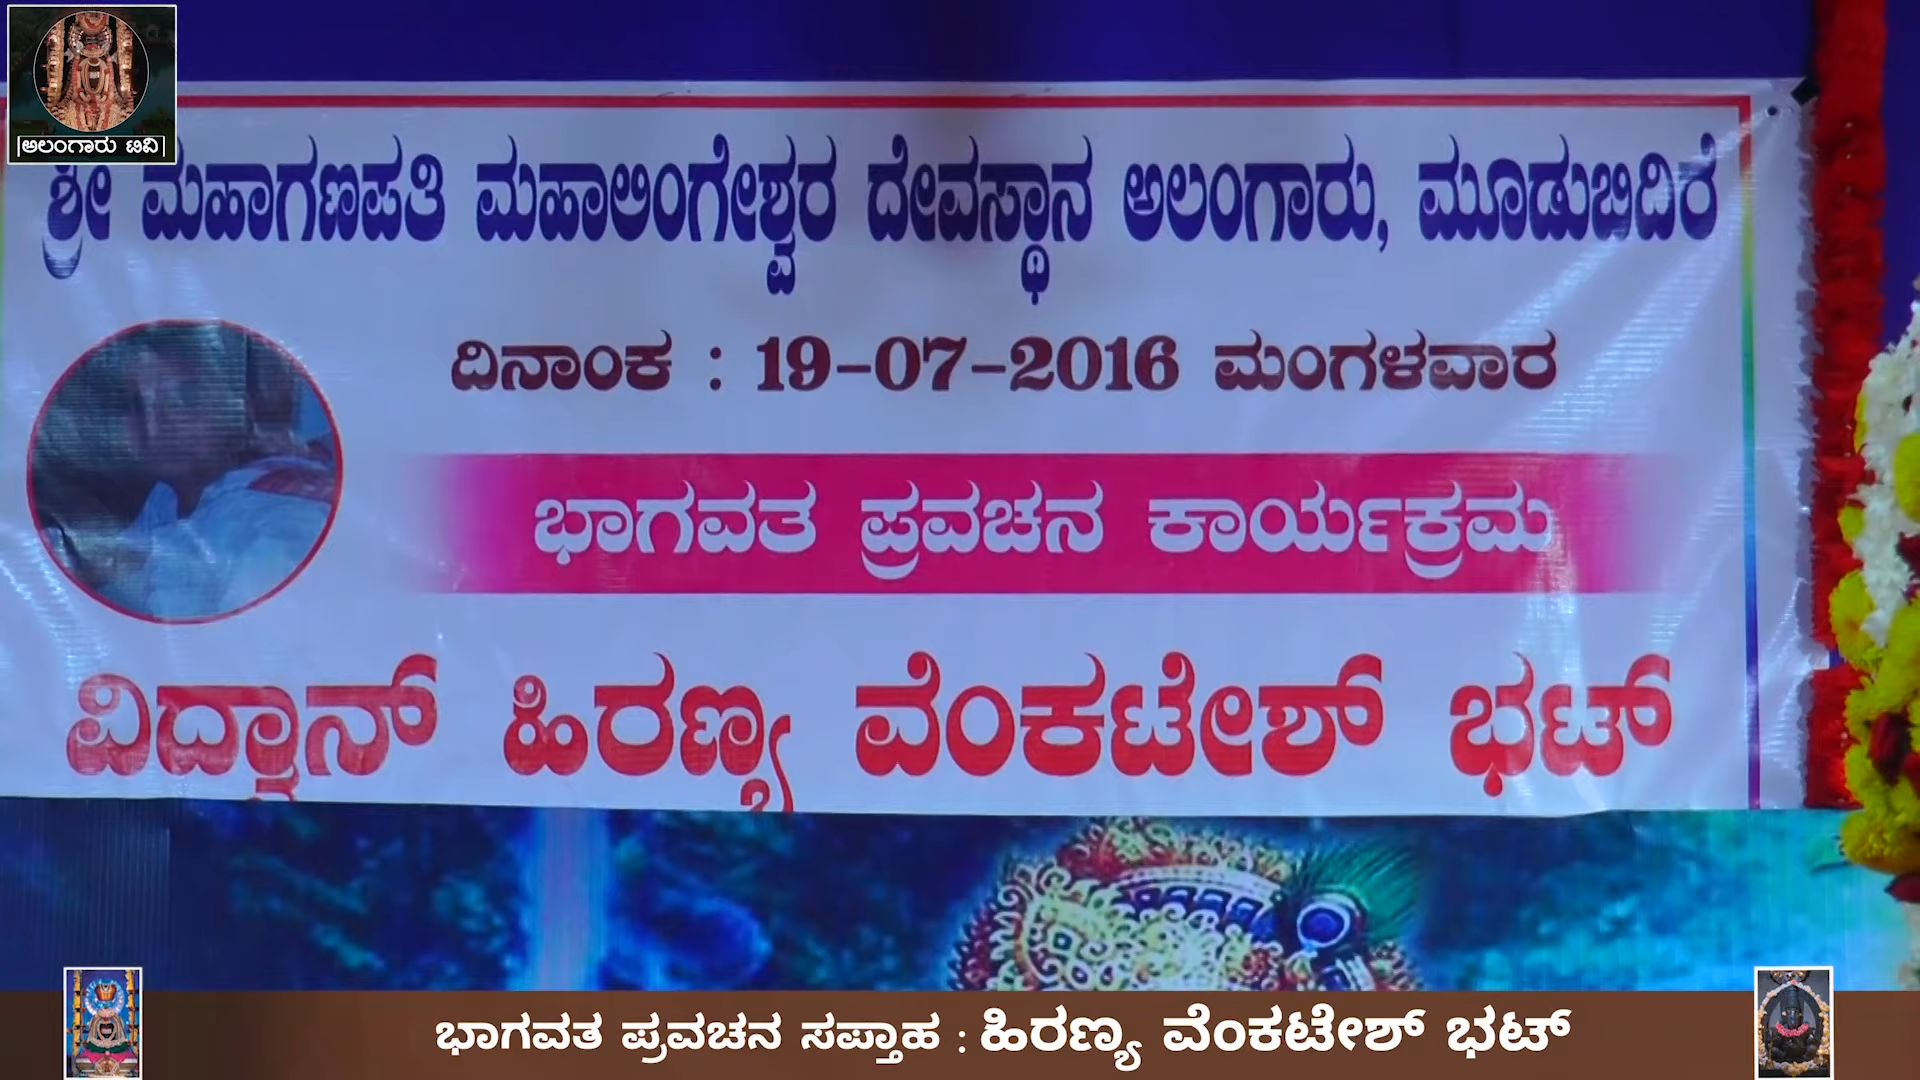 |ಅಲಂಗಾರು ಟಿವಿ|
ಶ್ರೀ ಮಹಾಗಣಪತಿ ಮಹಾಲಿಂಗೇಶ್ವರ ದೇವಸ್ಥಾನ ಅಲಂಗಾರು, ಮೂಡುಬಿದಿರೆ
ದಿನಾಂಕ : 19-07-2016 ಮಂಗಳವಾರ
ಭಾಗವತ ಪ್ರವಚನ ಕಾರ್ಯಕ್ರಮ
ವಿದ್ವಾನ್ ಹಿರಣ್ಯ ವೆಂಕಟೇಶ್ ಭಟ್
ಭಾಗವತ ಪ್ರವಚನ ಸಪ್ತಾಹ : ಹಿರಣ್ಯ ವೆಂಕಟೇಶ್ ಭಟ್